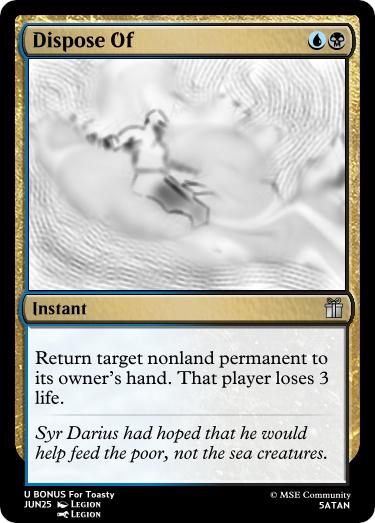 Dispose Of
Instant
Return target nonland permanent to
its owner's hand. That player loses 3
life.
Syr Darius had hoped that he would
help feed the poor, not the sea creatures.
U BONUS For Toasty
© MSE Community
JUN25 LEGION
5ATAN
LEGION